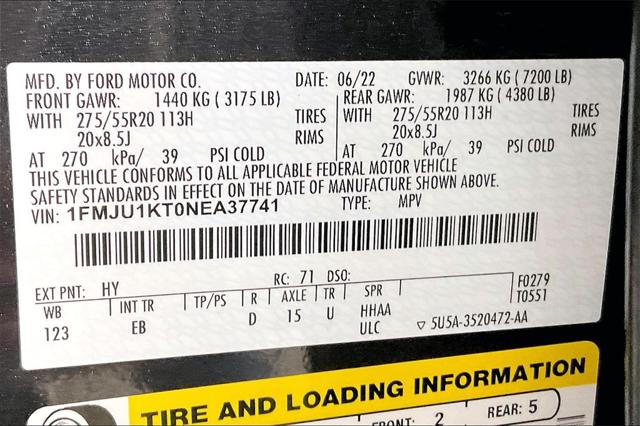 MFD. BY FORD MOTOR CO. DATE: 06/22 GVWR: 3266 KG ( 7200 LB)
FRONT GAWR: 1440 KG ( 3175 LB) REAR GAWR: 1987 KG ( 4380 LB)
WITH 275/55R20 113H TIRES WITH 275/55R20 113H TIRES
20x8.5J RIMS 20x8.5J RIMS
AT 270 kPa/ 39 PSI COLD AT 270 kPa/ 39 PSI COLD
THIS VEHICLE CONFORMS TO ALL APPLICABLE FEDERAL MOTOR VEHICLE
SAFETY STANDARDS IN EFFECT ON THE DATE OF MANUFACTURE SHOWN ABOVE.
VIN: 1FMJU1KT0NEA37741 TYPE: MPV
EXT PNT: HY RC: 71 DSO: F0279
WB INT TR TP/PS R AXLE TR SPR T0551
123 EB D 15 U HHAA
ULC 5U5A-3520472-AA
TIRE AND LOADING INFORMATION
FRONT: 2 REAR: 5